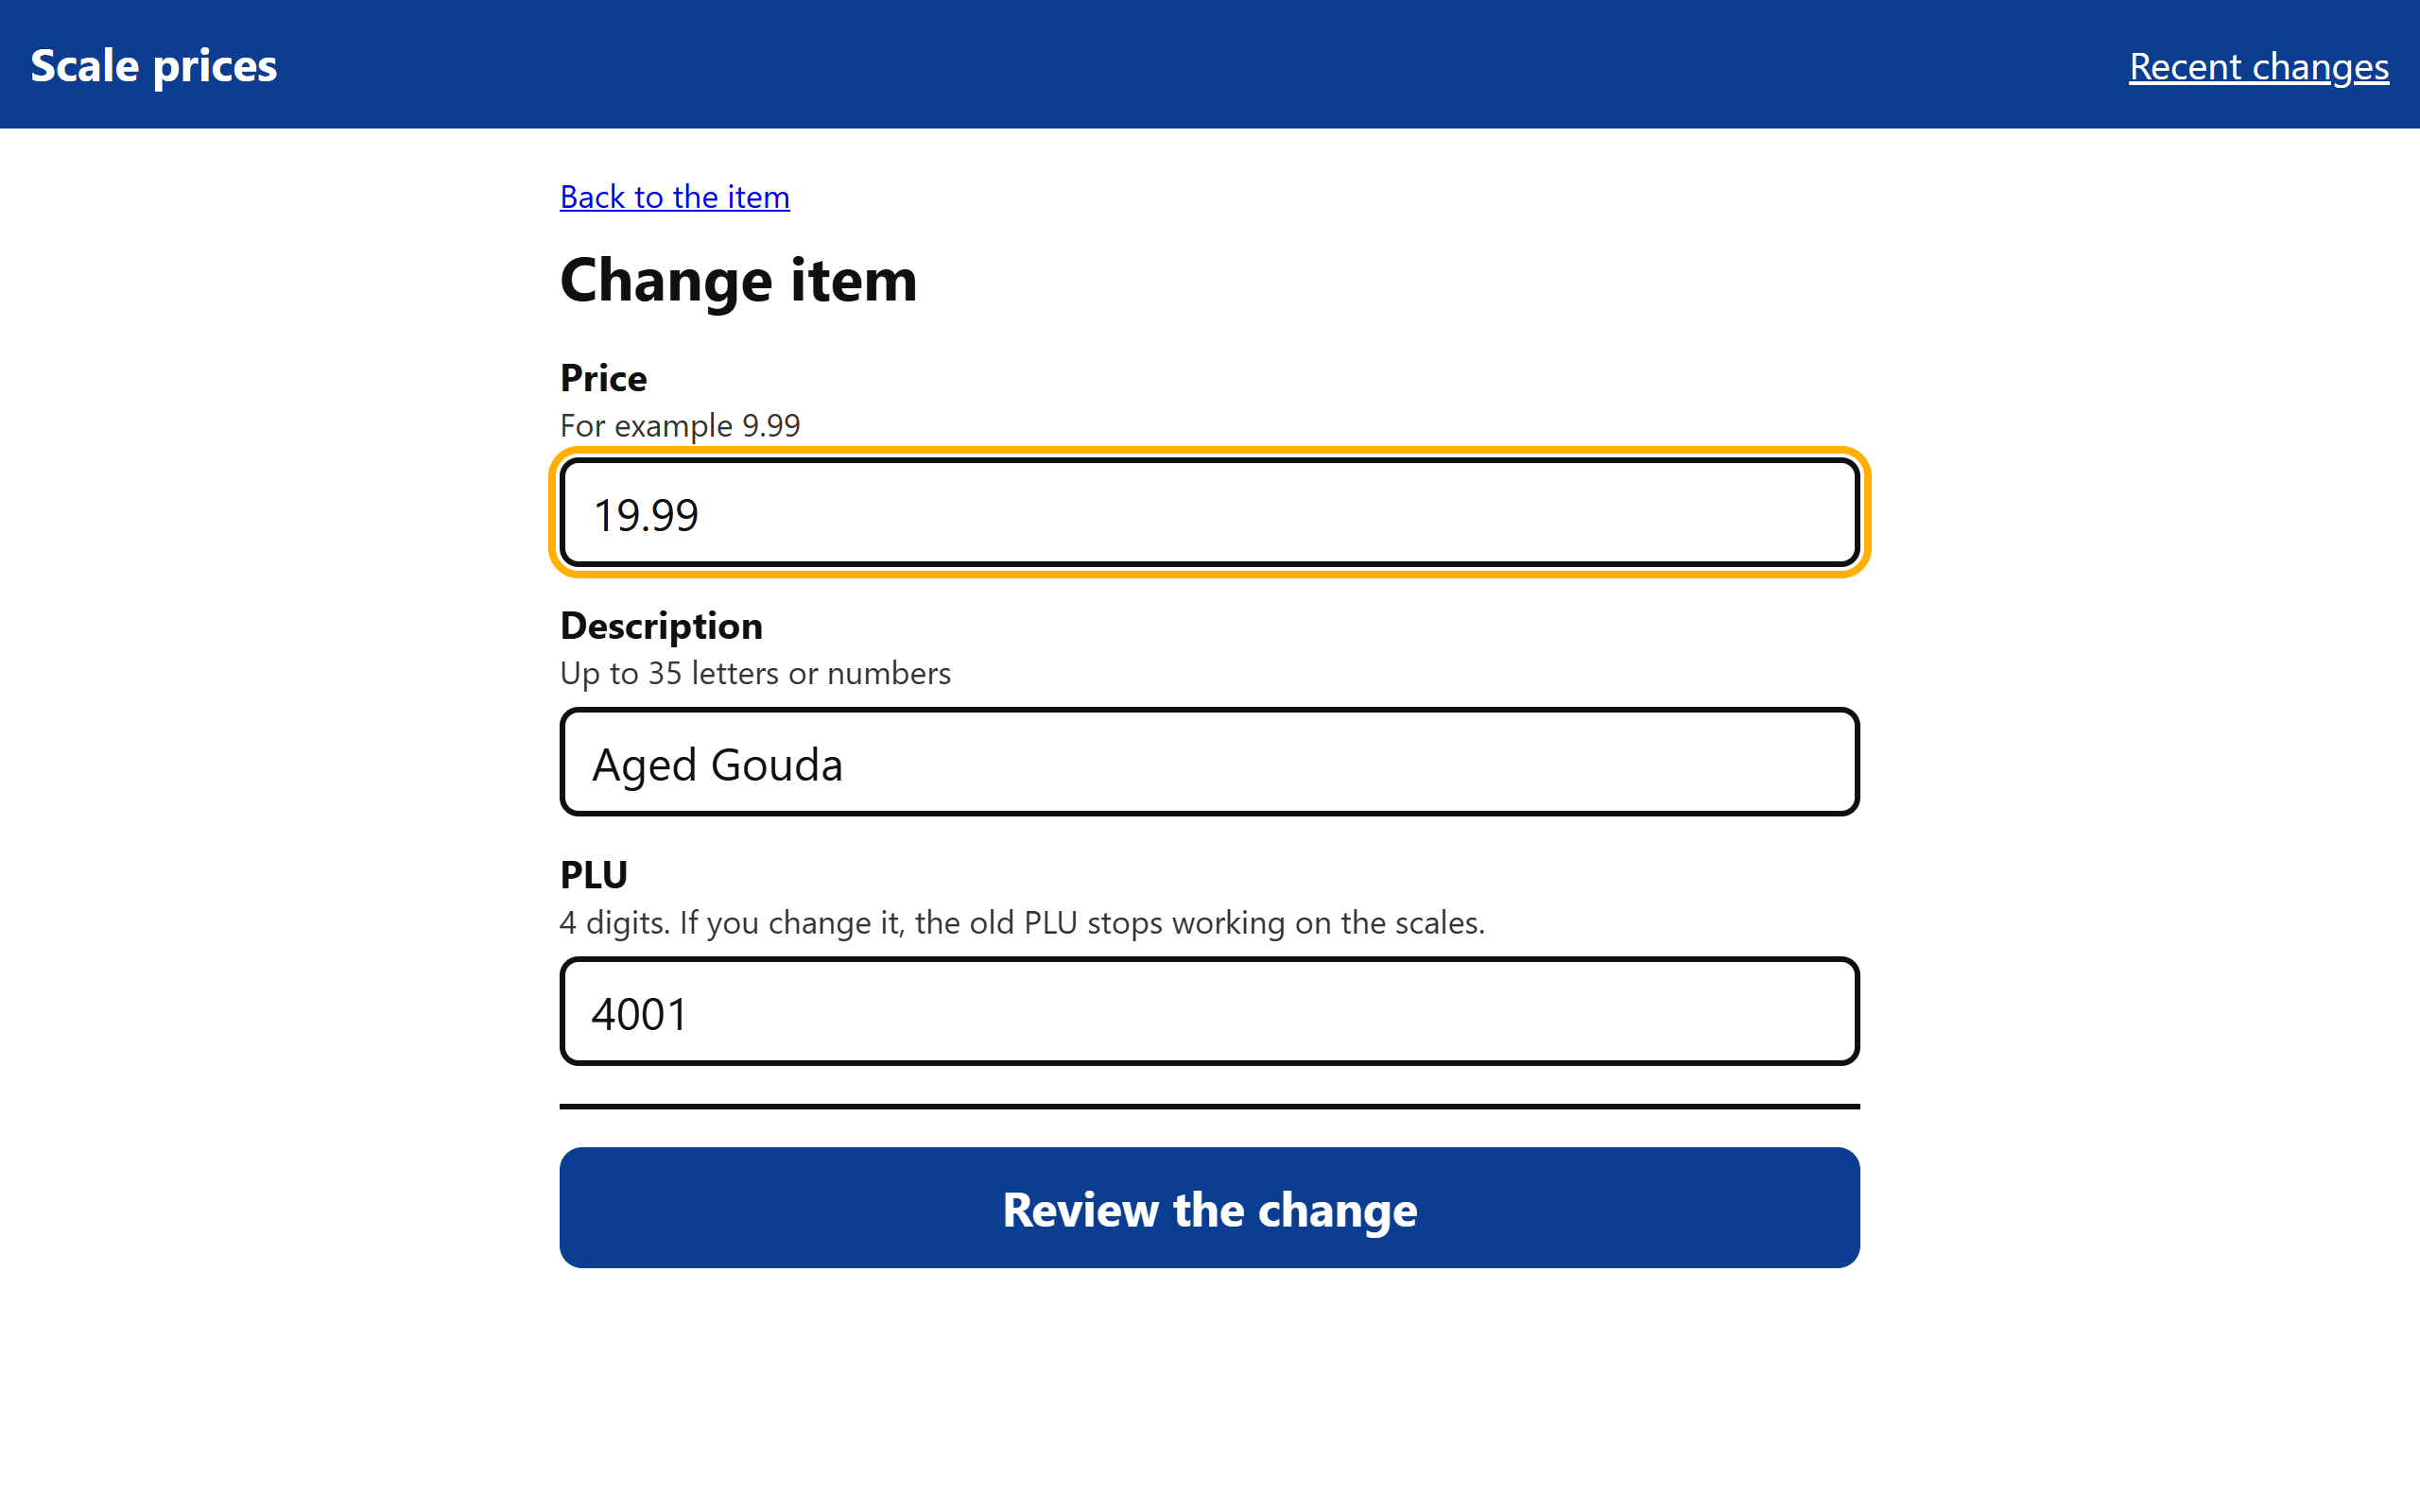 Scale prices
Recent changes
Back to the item
Change item
Price
For example 9.99
19.99
Description
Up to 35 letters or numbers
Aged Gouda
PLU
4 digits. If you change it, the old PLU stops working on the scales.
4001
Review the change